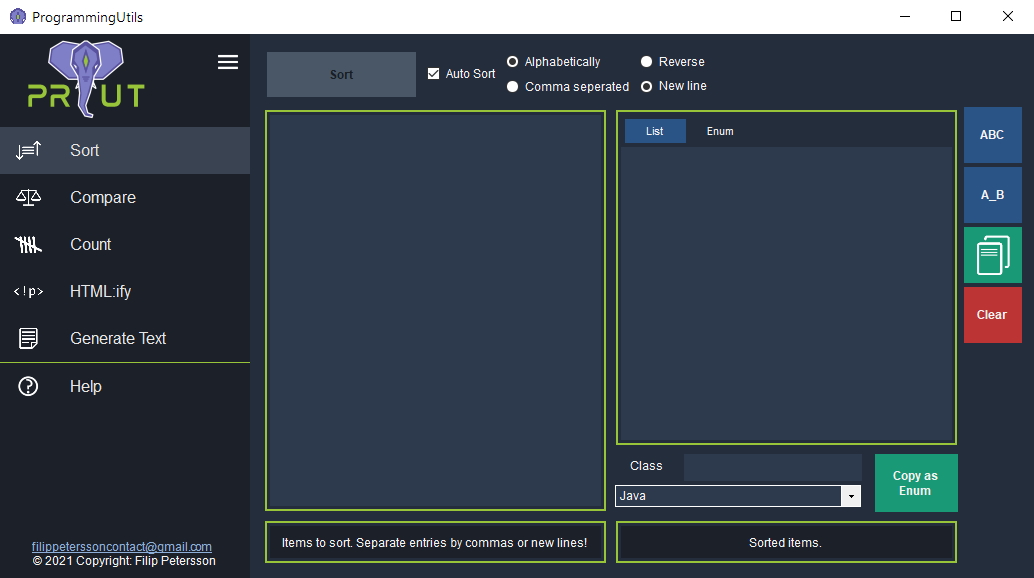 ProgrammingUtils
PR UT
Sort
Compare
Count
<!p>
HTML:ify
Generate Text
Help
filippeterssoncontact@gmail.com
© 2021 Copyright: Filip Petersson
Sort
Auto Sort
Alphabetically
Reverse
Comma seperated
New line
List
Enum
ABC
A_B
Clear
Class
Java
Copy as
Enum
Items to sort. Separate entries by commas or new lines!
Sorted items.